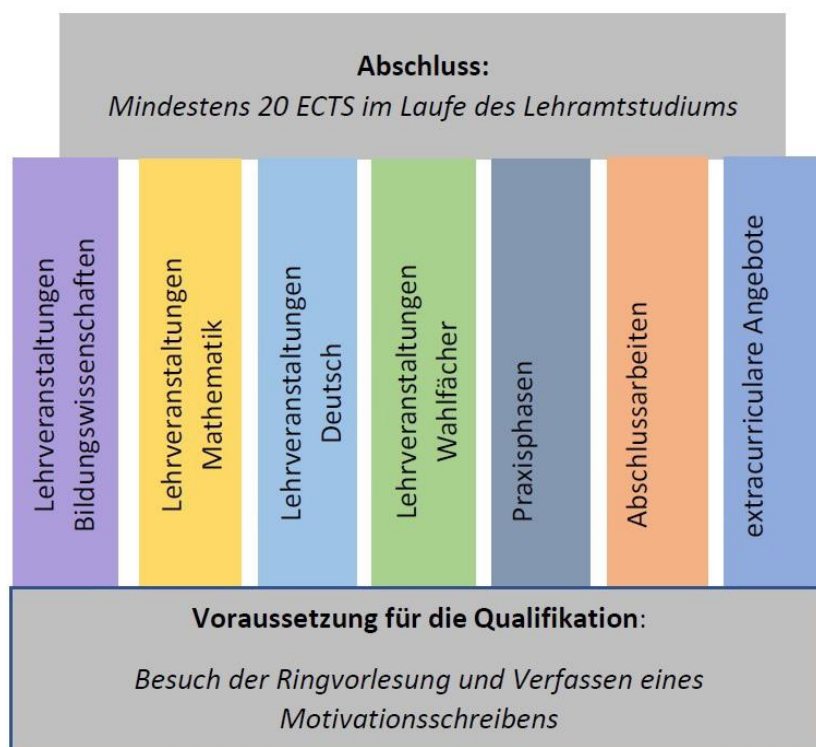 Abschluss:
Mindestens 20 ECTS im Laufe des Lehramtstudiums
Lehrveranstaltungen
Bildungswissenschaften
Lehrveranstaltungen
Mathematik
Lehrveranstaltungen
Deutsch
Lehrveranstaltungen
Wahlfächer
Praxisphasen
Abschlussarbeiten
extracurriculare Angebote
Voraussetzung für die Qualifikation:
Besuch der Ringvorlesung und Verfassen eines
Motivationsschreibens